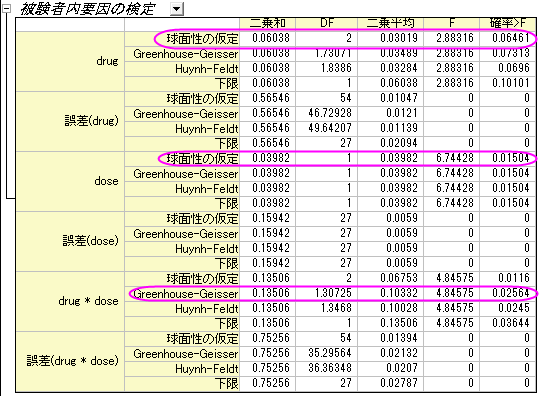 被験者内要因の検定
二乗和 DF 二乗平均 F 確率>F
drug 球面性の仮定 0.06038 2 0.03019 2.88316 0.06461
Greenhouse-Geisser 0.06038 1.73071 0.03489 2.88316 0.07313
Huynh-Feldt 0.06038 1.8386 0.03284 2.88316 0.0696
下限 0.06038 1 0.06038 2.88316 0.10101
誤差(drug) 球面性の仮定 0.56546 54 0.01047 0 0
Greenhouse-Geisser 0.56546 46.72928 0.0121 0 0
Huynh-Feldt 0.56546 49.64207 0.01139 0 0
下限 0.56546 27 0.02094 0 0
dose 球面性の仮定 0.03982 1 0.03982 6.74428 0.01504
Greenhouse-Geisser 0.03982 1 0.03982 6.74428 0.01504
Huynh-Feldt 0.03982 1 0.03982 6.74428 0.01504
下限 0.03982 1 0.03982 6.74428 0.01504
誤差(dose) 球面性の仮定 0.15942 27 0.0059 0 0
Greenhouse-Geisser 0.15942 27 0.0059 0 0
Huynh-Feldt 0.15942 27 0.0059 0 0
下限 0.15942 27 0.0059 0 0
drug * dose 球面性の仮定 0.13506 2 0.06753 4.84575 0.0116
Greenhouse-Geisser 0.13506 1.30725 0.10332 4.84575 0.02564
Huynh-Feldt 0.13506 1.3468 0.10028 4.84575 0.0245
下限 0.13506 1 0.13506 4.84575 0.03644
誤差(drug * dose) 球面性の仮定 0.75256 54 0.01394 0 0
Greenhouse-Geisser 0.75256 35.29564 0.02132 0 0
Huynh-Feldt 0.75256 36.36348 0.0207 0 0
下限 0.75256 27 0.02787 0 0